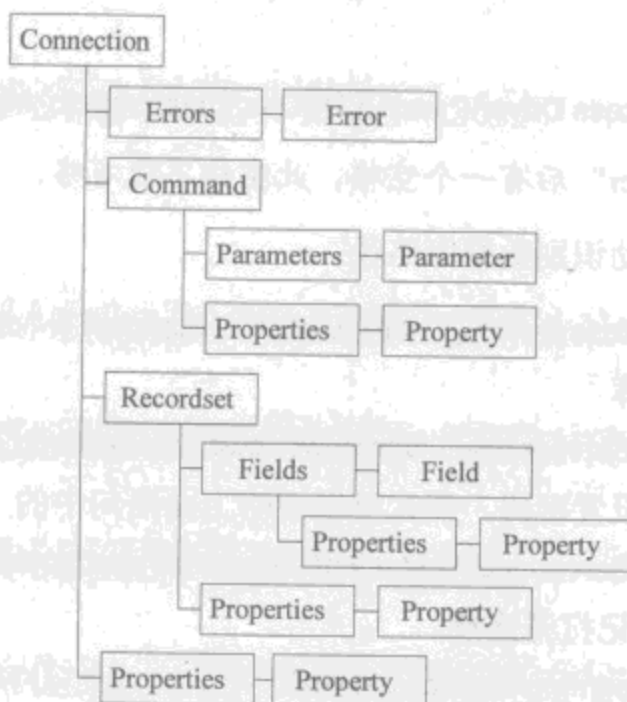 Connection
Errors Error
Command
Parameters Parameter
Properties Property
Recordset
Fields Field
Properties Property
Properties Property
Properties Property